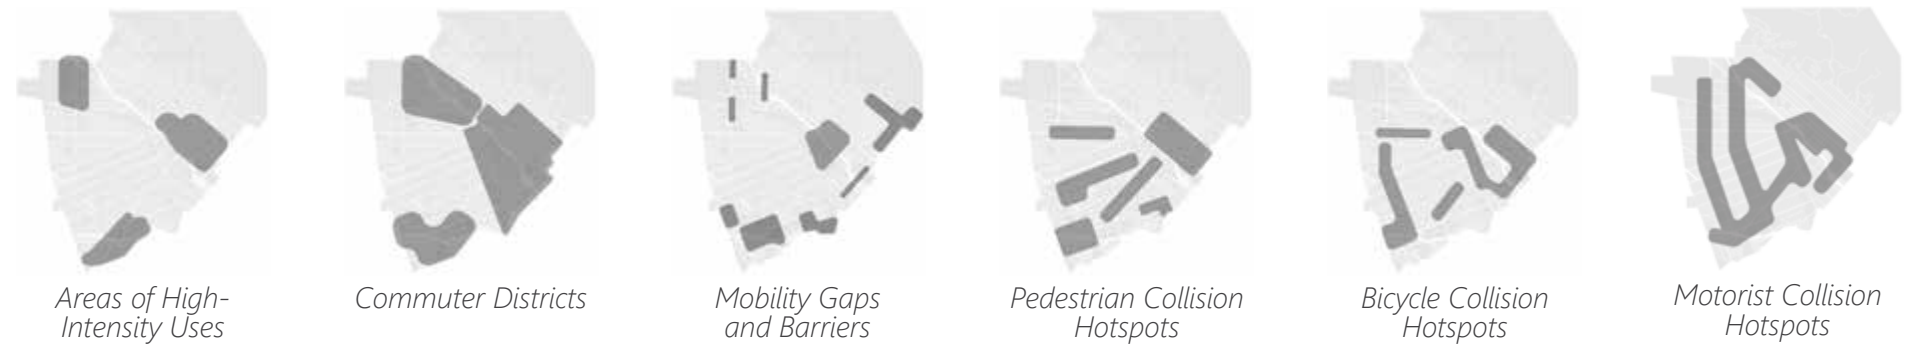 Areas of High-
Intensity Uses
Commuter Districts
Mobility Gaps
and Barriers
Pedestrian Collision
Hotspots
Bicycle Collision
Hotspots
Motorist Collision
Hotspots